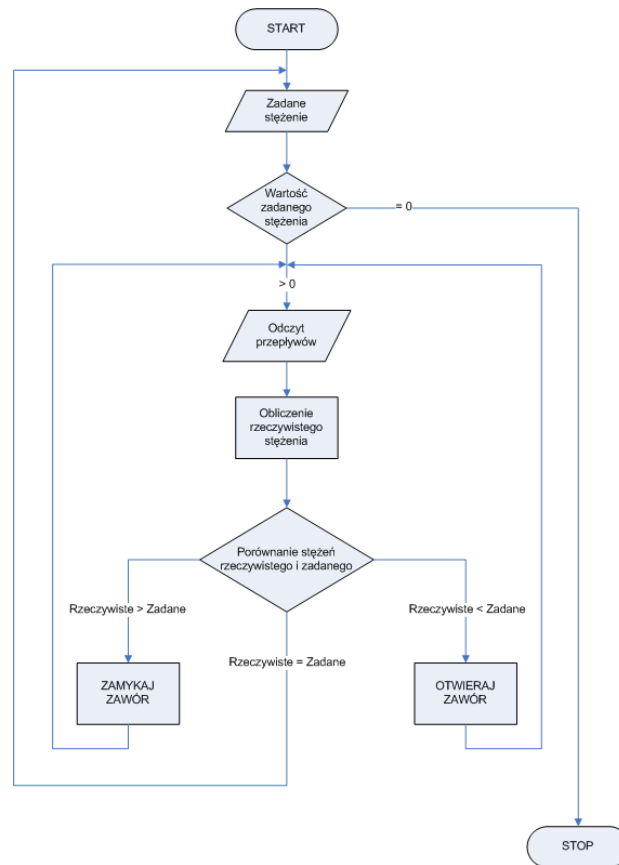 START
Zadane
stężenie
Wartość
zadanego
stężenia
= 0
> 0
Odczyt
przepływów
Obliczenie
rzeczywistego
stężenia
Porównanie stężeń
rzeczywistego i zadanego
Rzeczywiste > Zadane
Rzeczywiste < Zadane
Rzeczywiste = Zadane
ZAMYKAJ
ZAWÓR
OTWIERAJ
ZAWÓR
STOP